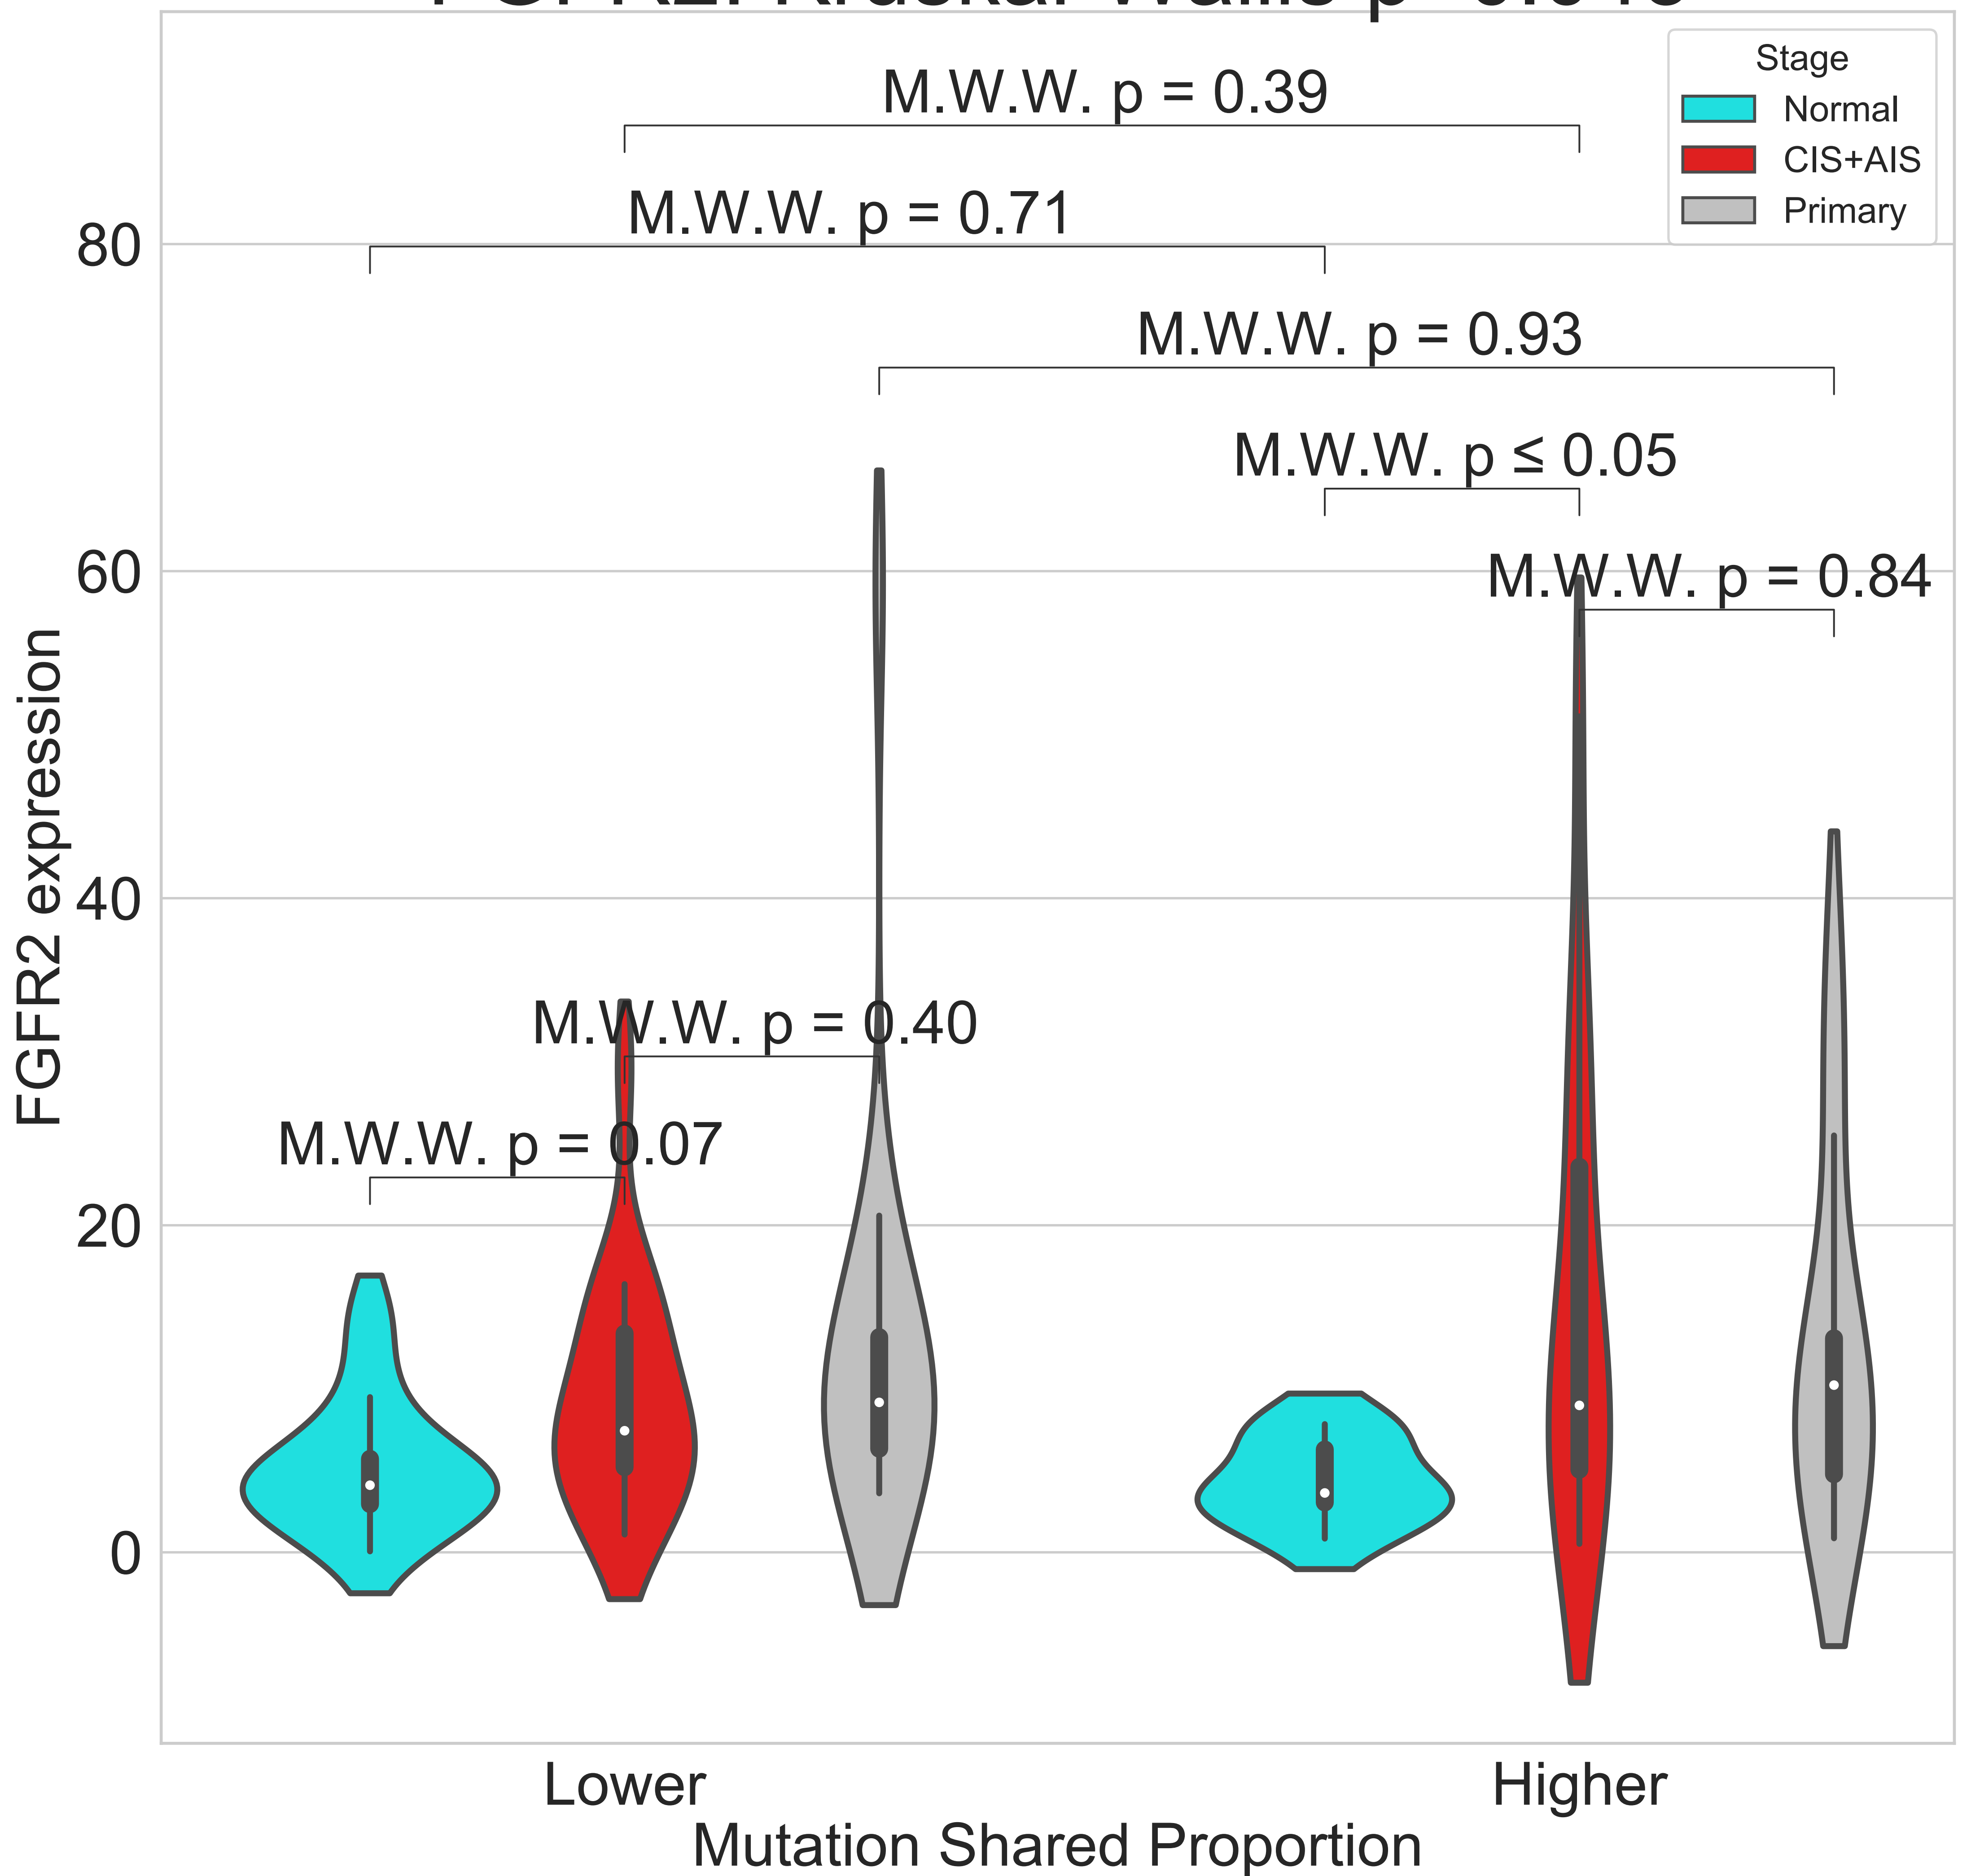 Stage
Normal
CIS+AIS
Primary
M.W.W. p = 0.39
M.W.W. p = 0.71
M.W.W. p = 0.93
M.W.W. p ≤ 0.05
M.W.W. p = 0.84
M.W.W. p = 0.40
M.W.W. p = 0.07
80
60
40
20
0
FGFR2 expression
Lower
Higher
Mutation Shared Proportion